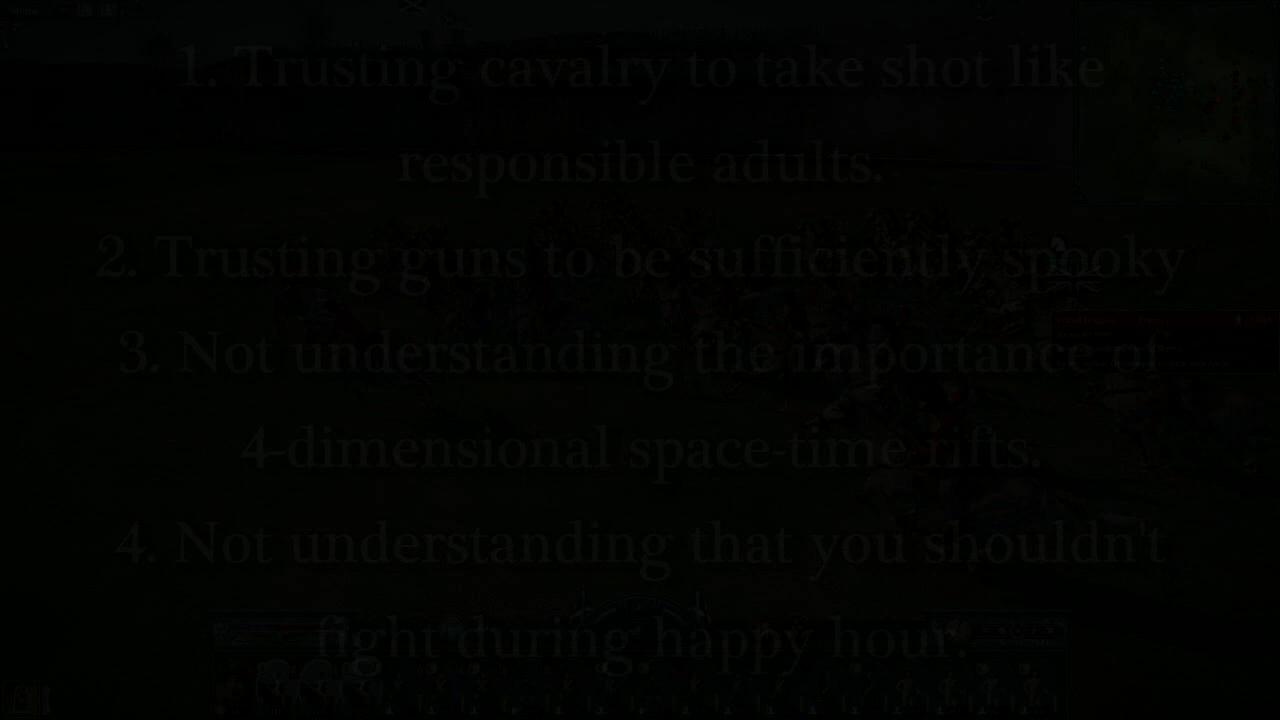 1. Trusting cavalry to take shot like
responsible adults.
2. Trusting guns to be sufficiently spooky
3. Not understanding the importance of
4-dimensional space-time rifts.
4. Not understanding that you shouldn't
fight during happy hour.